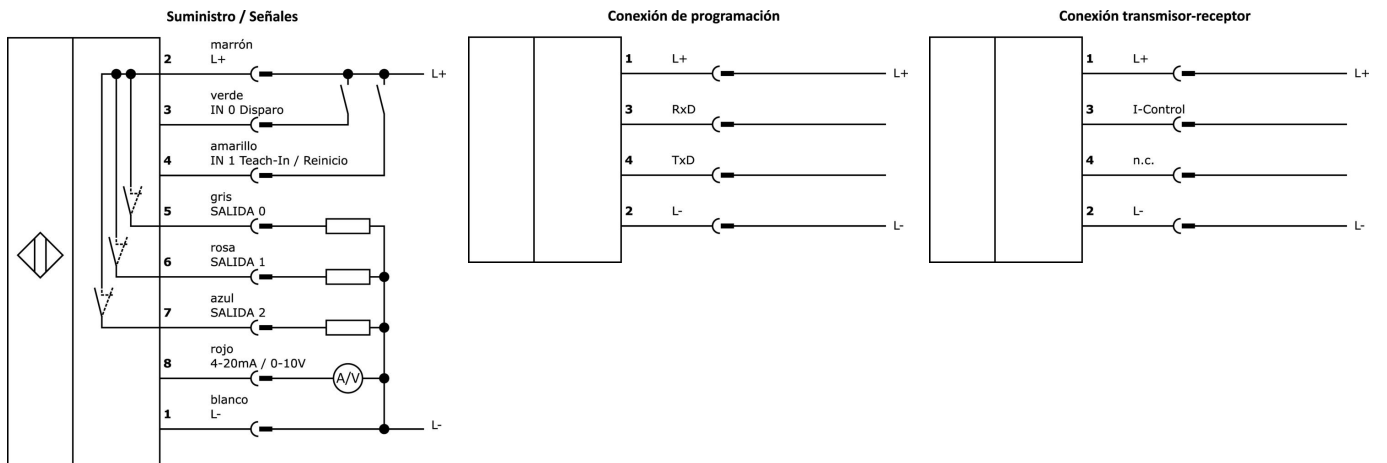 Suministro / Señales
marrón
2 L+ L+
verde
3 IN 0 Disparo
amarillo
4 IN 1 Teach-In / Reinicio
gris
5 SALIDA 0
rosa
6 SALIDA 1
azul
7 SALIDA 2
rojo
8 4-20mA / 0-10V
A/V
blanco
1 L- L-
Conexión de programación
1 L+ L+
3 RxD
4 TxD
2 L- L-
Conexión transmisor-receptor
1 L+ L+
3 I-Control
4 n.c.
2 L- L-